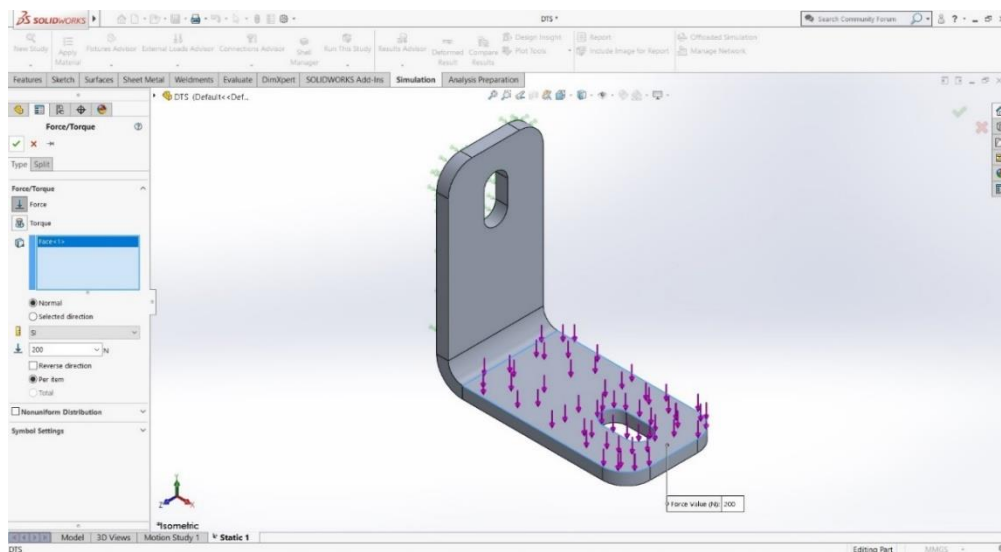 SOLIDWORKS
DTS *
Search Community Forum
New Study
Apply Material
Fixtures Advisor
External Loads Advisor
Connections Advisor
Shell Manager
Run This Study
Results Advisor
Deformed Result
Compare Results
Design Insight
Plot Tools
Report
Include Image for Report
Offloaded Simulation
Manage Network
Features
Sketch
Surfaces
Sheet Metal
Weldments
Evaluate
DimXpert
SOLIDWORKS Add-Ins
Simulation
Analysis Preparation
DTS (Default<<Def...
Force/Torque
Type
Split
Force/Torque
Force
Torque
Face<1>
Normal
Selected direction
SI
200
N
Reverse direction
Per item
Total
Nonuniform Distribution
Symbol Settings
Force Value (N): 200
*Isometric
Model
3D Views
Motion Study 1
Static 1
DTS
Editing Part
MMGS